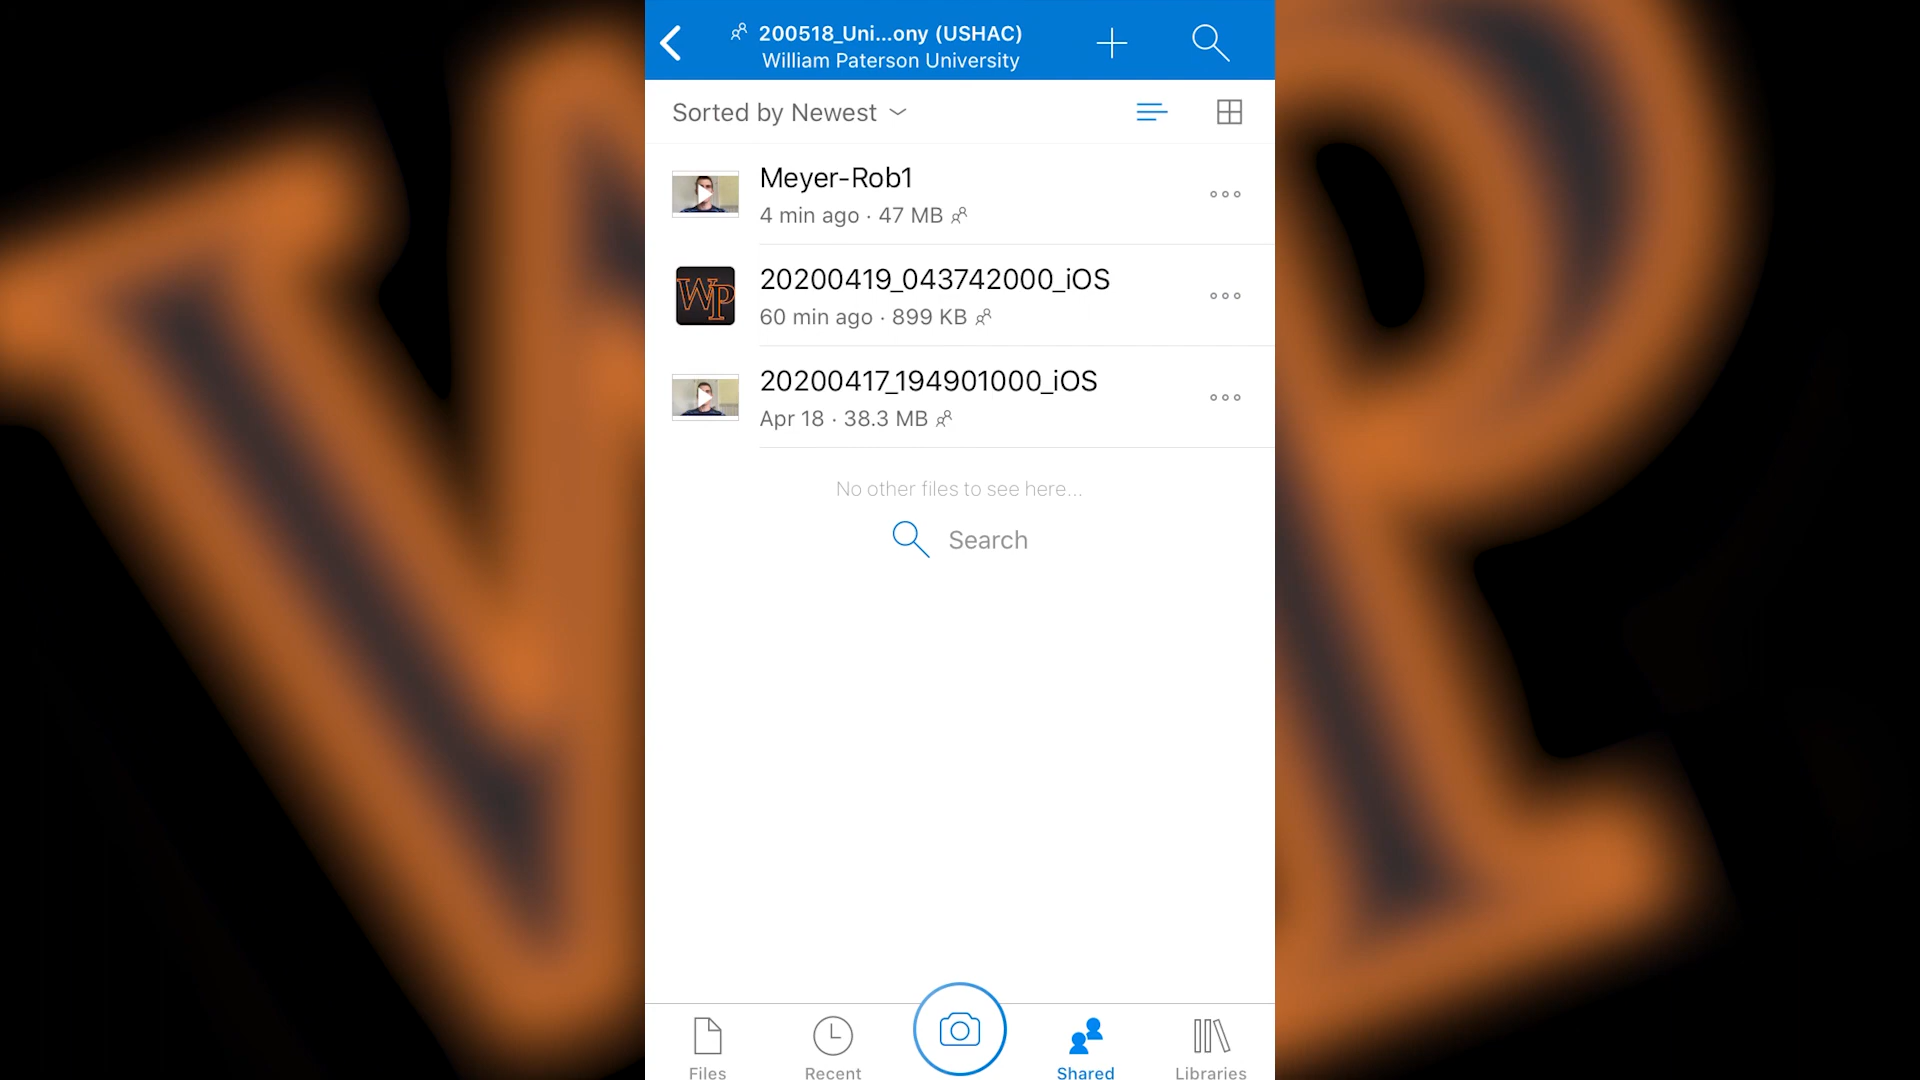 200518_Uni...ony (USHAC)
William Paterson University
Sorted by Newest
Meyer-Rob1
4 min ago · 47 MB
WP
20200419_043742000_iOS
60 min ago · 899 KB
20200417_194901000_iOS
Apr 18 · 38.3 MB
No other files to see here...
Search
Files
Recent
Shared
Libraries